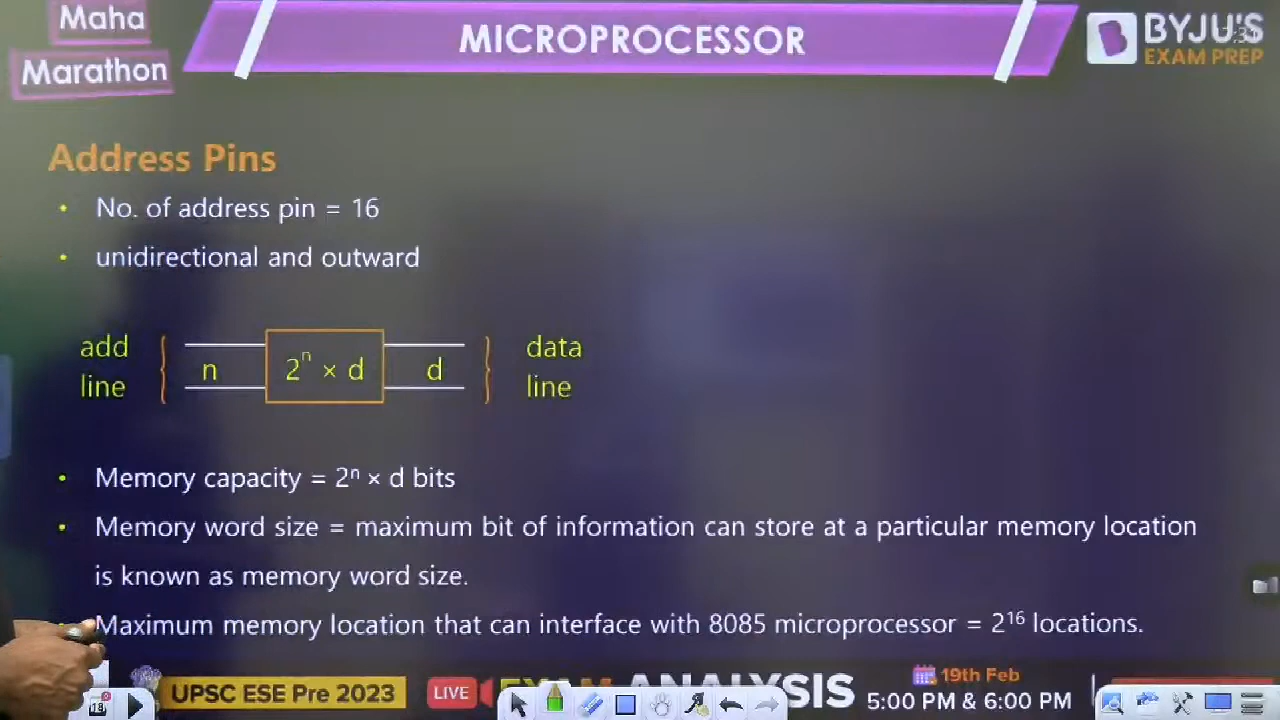 Maha
Marathon
MICROPROCESSOR
BYJU'S
EXAM PREP
Address Pins
• No. of address pin = 16
• unidirectional and outward
add
line
n
2ⁿ × d
d
data
line
• Memory capacity = 2ⁿ × d bits
• Memory word size = maximum bit of information can store at a particular memory location
is known as memory word size.
• Maximum memory location that can interface with 8085 microprocessor = 2¹⁶ locations.
UPSC ESE Pre 2023
LIVE
EXAM ANALYSIS
19th Feb
5:00 PM & 6:00 PM